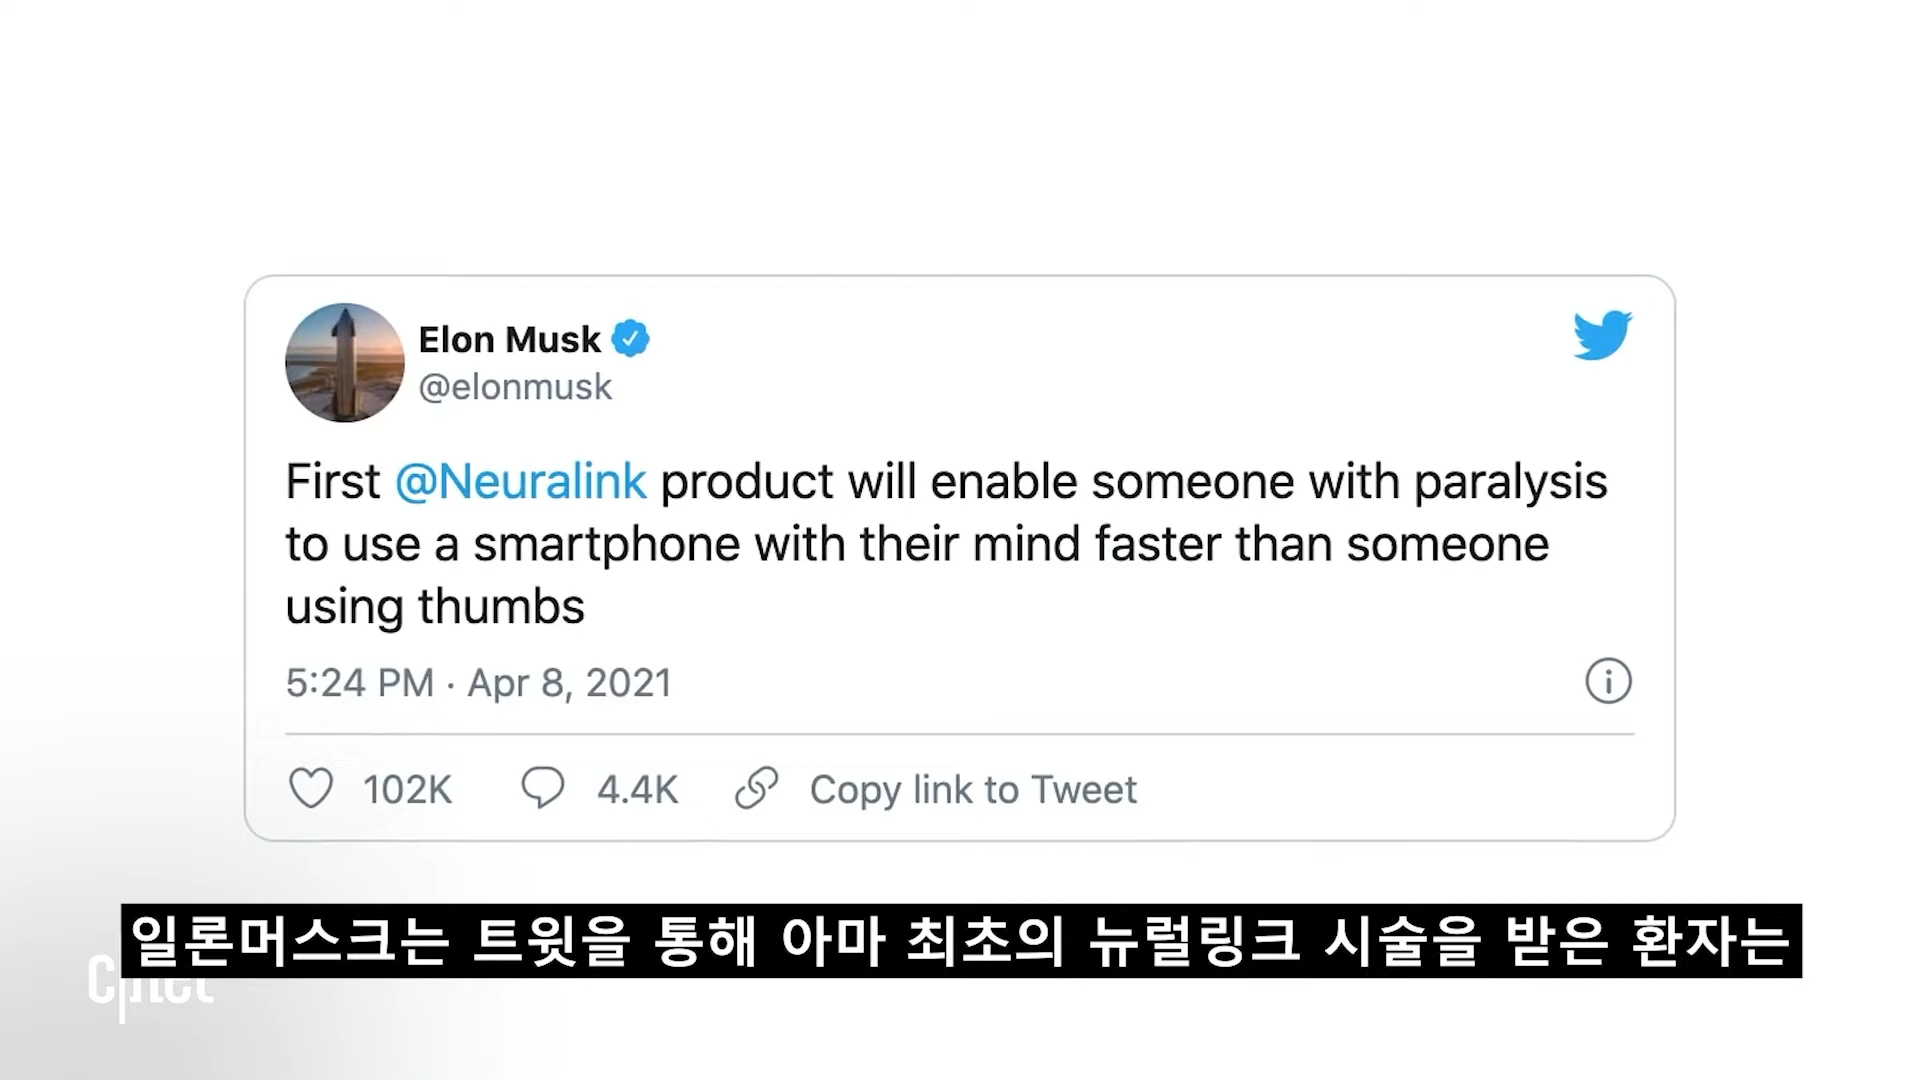 Elon Musk
@elonmusk
First @Neuralink product will enable someone with paralysis
to use a smartphone with their mind faster than someone
using thumbs
5:24 PM · Apr 8, 2021
102K 4.4K Copy link to Tweet
일론머스크는 트윗을 통해 아마 최초의 뉴럴링크 시술을 받은 환자는